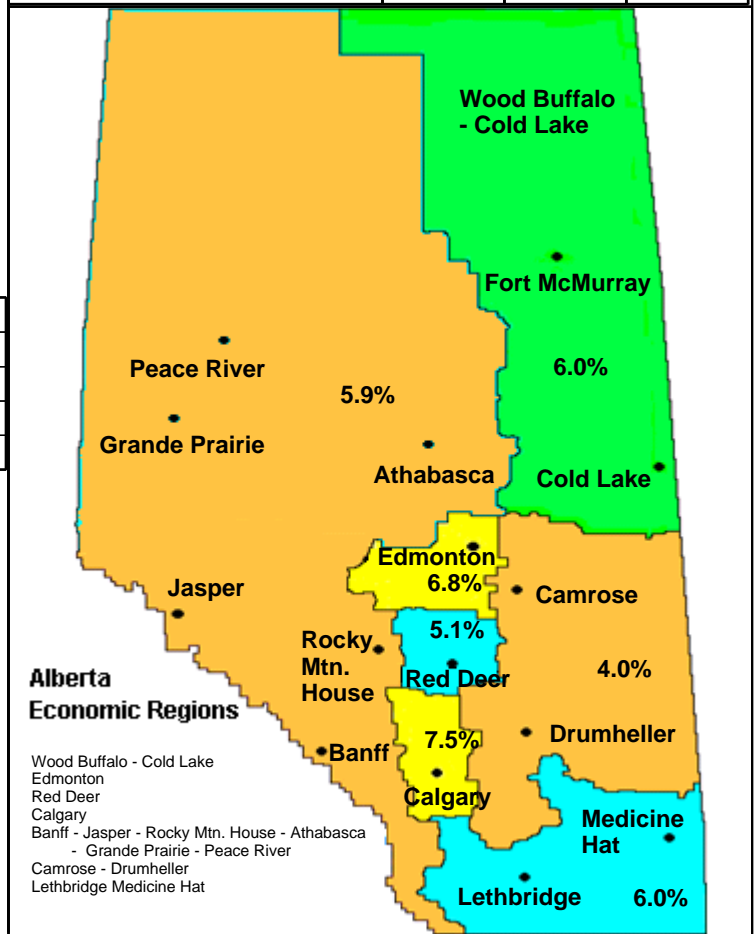 Wood Buffalo
- Cold Lake
Fort McMurray
Peace River
5.9%
6.0%
Grande Prairie
Athabasca
Cold Lake
Edmonton
6.8%
Jasper
Camrose
5.1%
Rocky
Mtn.
House
Red Deer
4.0%
Alberta
Economic Regions
Banff
7.5%
Drumheller
Calgary
Medicine
Hat
Lethbridge
6.0%
Wood Buffalo - Cold Lake
Edmonton
Red Deer
Calgary
Banff - Jasper - Rocky Mtn. House - Athabasca
- Grande Prairie - Peace River
Camrose - Drumheller
Lethbridge Medicine Hat